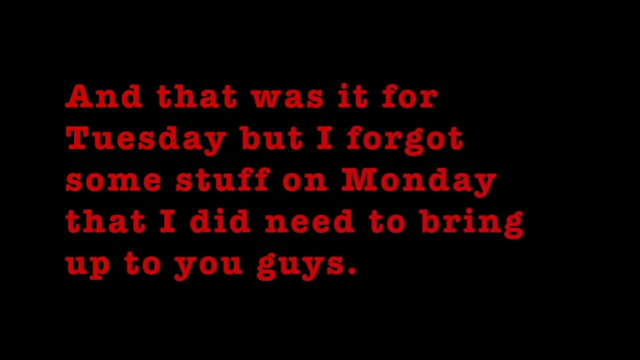 And that was it for
Tuesday but I forgot
some stuff on Monday
that I did need to bring
up to you guys.